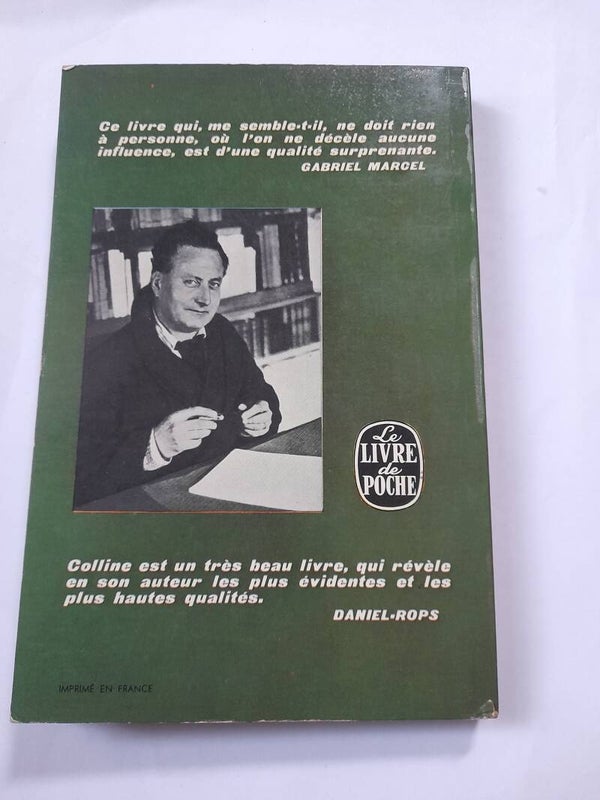 Ce livre qui, me semble-t-il, ne doit rien
à personne, où l'on ne décèle aucune
influence, est d'une qualité surprenante.
GABRIEL MARCEL
Le
LIVRE
de
POCHE
Colline est un très beau livre, qui révèle
en son auteur les plus évidentes et les
plus hautes qualités.
DANIEL-ROPS
IMPRIMÉ EN FRANCE